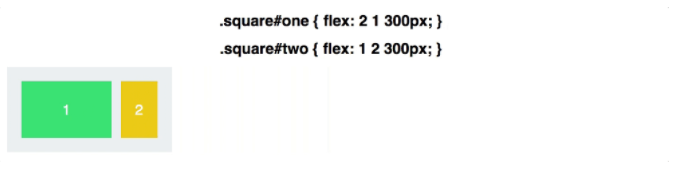 .square#one { flex: 2 1 300px; }
.square#two { flex: 1 2 300px; }
1 2